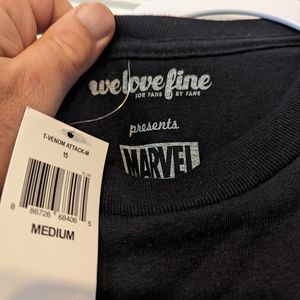 welovefine
FOR FANS BY FANS
presents
MARVEL
T-VENOM ATTACK-M
15
8 86726 68406 5
MEDIUM